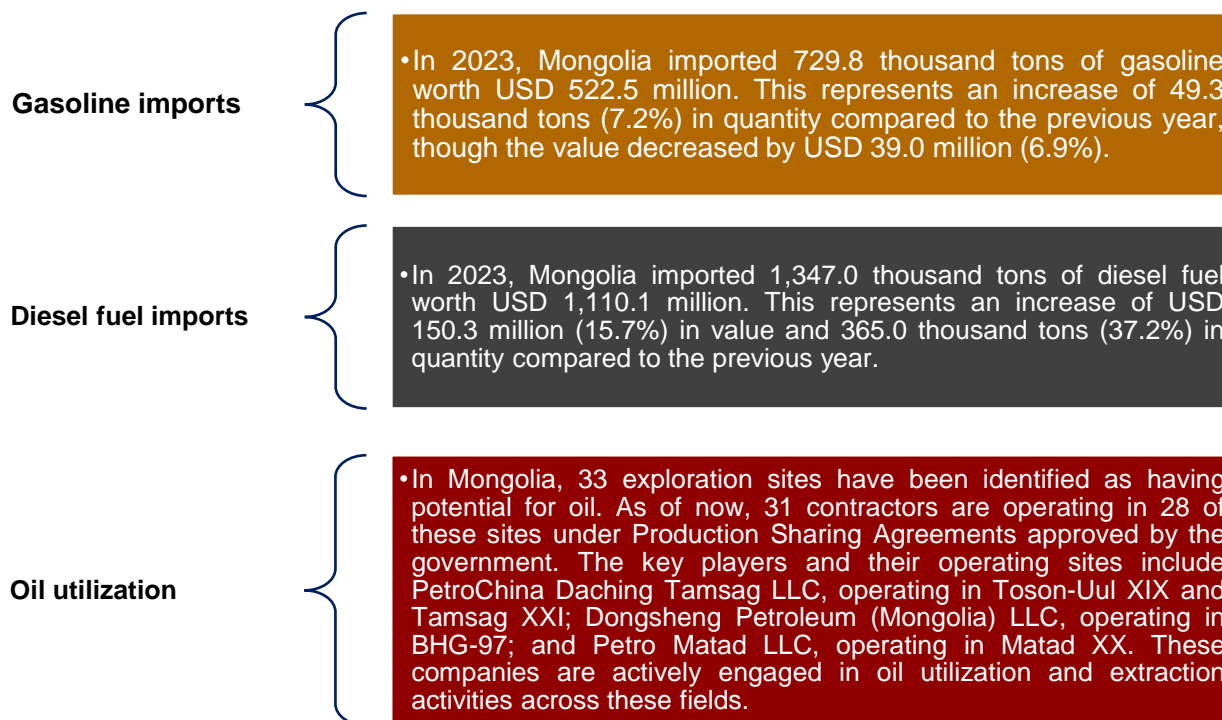 Gasoline imports
•In 2023, Mongolia imported 729.8 thousand tons of gasoline
worth USD 522.5 million. This represents an increase of 49.3
thousand tons (7.2%) in quantity compared to the previous year,
though the value decreased by USD 39.0 million (6.9%).
Diesel fuel imports
•In 2023, Mongolia imported 1,347.0 thousand tons of diesel fuel
worth USD 1,110.1 million. This represents an increase of USD
150.3 million (15.7%) in value and 365.0 thousand tons (37.2%) in
quantity compared to the previous year.
Oil utilization
•In Mongolia, 33 exploration sites have been identified as having
potential for oil. As of now, 31 contractors are operating in 28 of
these sites under Production Sharing Agreements approved by the
government. The key players and their operating sites include
PetroChina Daching Tamsag LLC, operating in Toson-Uul XIX and
Tamsag XXI; Dongsheng Petroleum (Mongolia) LLC, operating in
BHG-97; and Petro Matad LLC, operating in Matad XX. These
companies are actively engaged in oil utilization and extraction
activities across these fields.